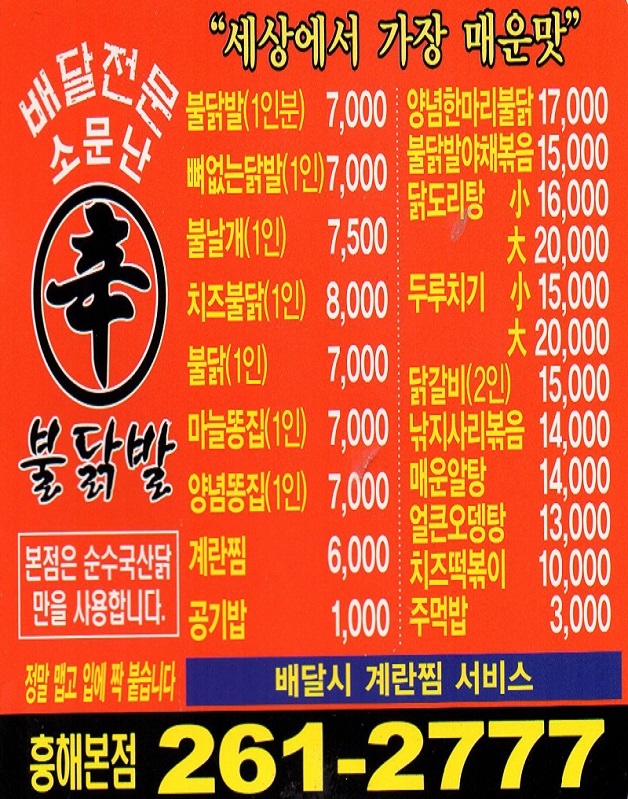 “세상에서 가장 매운맛”
배달전문
소문난
辛
불닭발
본점은 순수국산닭
만을 사용합니다.
정말 맵고 입에 짝 붙습니다
불닭발(1인분) 7,000
뼈없는닭발(1인) 7,000
불날개(1인) 7,500
치즈불닭(1인) 8,000
불닭(1인) 7,000
마늘똥집(1인) 7,000
양념똥집(1인) 7,000
계란찜 6,000
공기밥 1,000
양념한마리불닭 17,000
불닭발야채볶음 15,000
닭도리탕 小 16,000
大 20,000
두루치기 小 15,000
大 20,000
닭갈비(2인) 15,000
낚지사리볶음 14,000
매운알탕 14,000
얼큰오뎅탕 13,000
치즈떡볶이 10,000
주먹밥 3,000
배달시 계란찜 서비스
흥해본점 261-2777